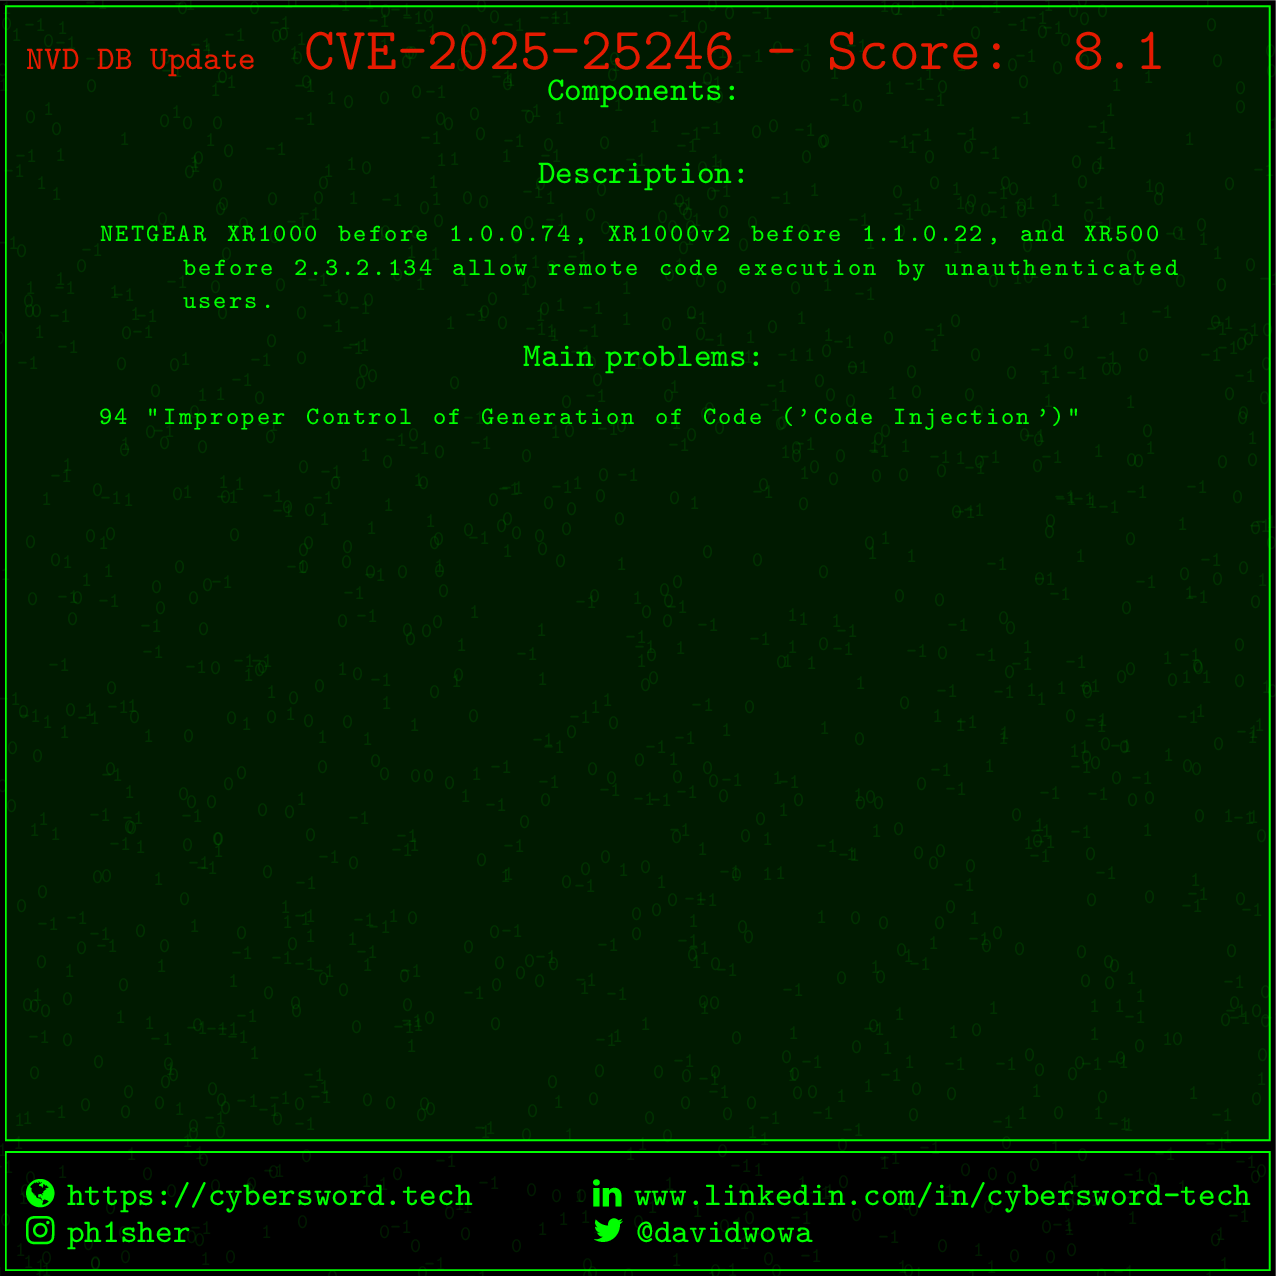 NVD DB Update CVE-2025-25246 - Score: 8.1
Components:
Description:
NETGEAR XR1000 before 1.0.0.74, XR1000v2 before 1.1.0.22, and XR500
before 2.3.2.134 allow remote code execution by unauthenticated
users.
Main problems:
94 "Improper Control of Generation of Code ('Code Injection')"
https://cybersword.tech www.linkedin.com/in/cybersword-tech
ph1sher @davidwowa